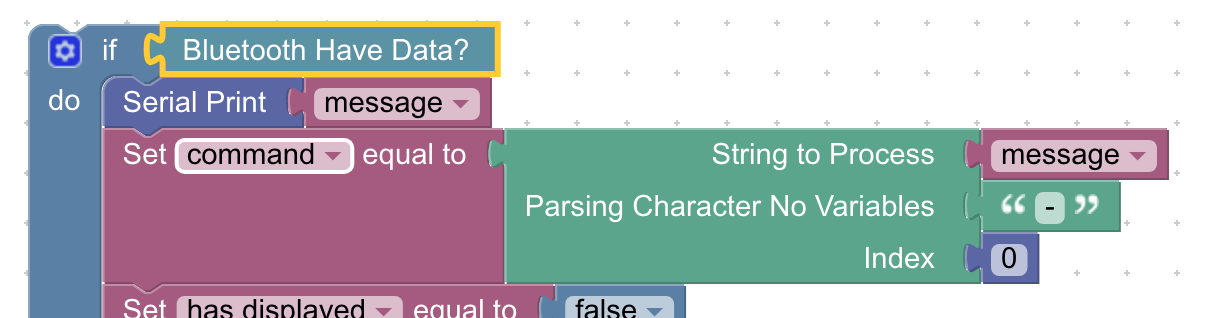 if Bluetooth Have Data?
do Serial Print message
Set command equal to String to Process message
Parsing Character No Variables “ - ”
Index 0
Set has displayed equal to false